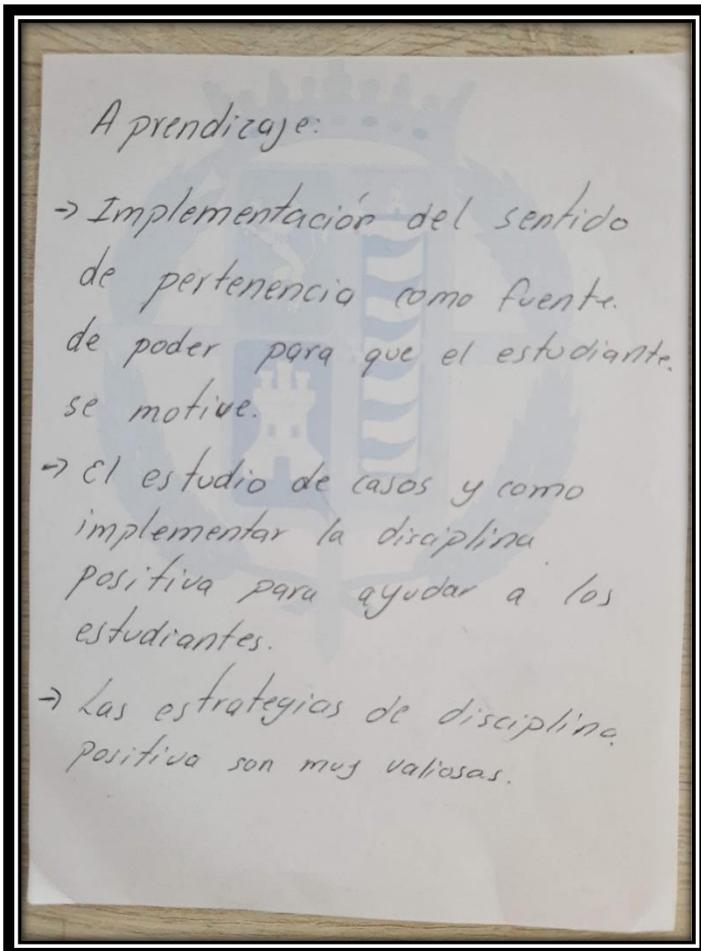 Aprendizaje:
→ Implementación del sentido
de pertenencia como fuente.
de poder para que el estudiante.
se motive.
→ El estudio de casos y como
implementar la disciplina
positiva para ayudar a los
estudiantes.
→ Las estrategias de disciplina
positiva son muy valiosas.